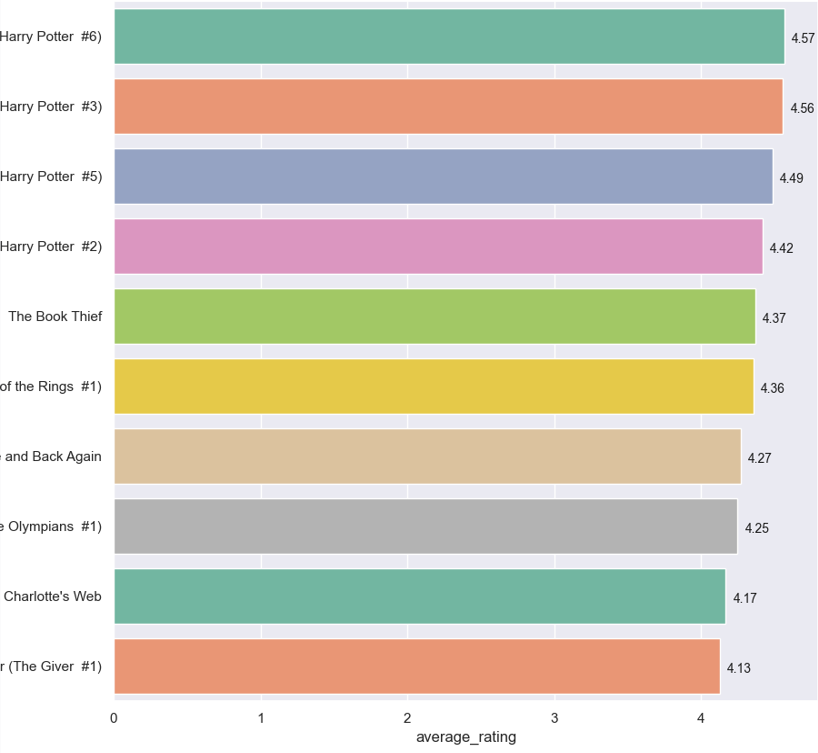 Harry Potter #6) 4.57
Harry Potter #3) 4.56
Harry Potter #5) 4.49
Harry Potter #2) 4.42
The Book Thief 4.37
of the Rings #1) 4.36
and Back Again 4.27
Olympians #1) 4.25
Charlotte's Web 4.17
(The Giver #1) 4.13
0 1 2 3 4
average_rating